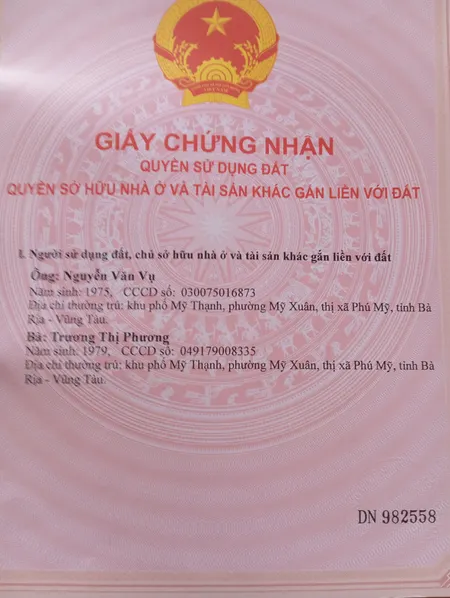 GIẤY CHỨNG NHẬN
QUYỀN SỬ DỤNG ĐẤT
QUYỀN SỞ HỮU NHÀ Ở VÀ TÀI SẢN KHÁC GẮN LIỀN VỚI ĐẤT
I. Người sử dụng đất, chủ sở hữu nhà ở và tài sản khác gắn liền với đất
Ông: Nguyễn Văn Vụ
Năm sinh: 1975, CCCD số: 030075016873
Địa chỉ thường trú: khu phố Mỹ Thạnh, phường Mỹ Xuân, thị xã Phú Mỹ, tỉnh Bà
Rịa - Vũng Tàu.
Bà: Trương Thị Phương
Năm sinh: 1979, CCCD số: 049179008335
Địa chỉ thường trú: khu phố Mỹ Thạnh, phường Mỹ Xuân, thị xã Phú Mỹ, tỉnh Bà
Rịa - Vũng Tàu.
DN 982558